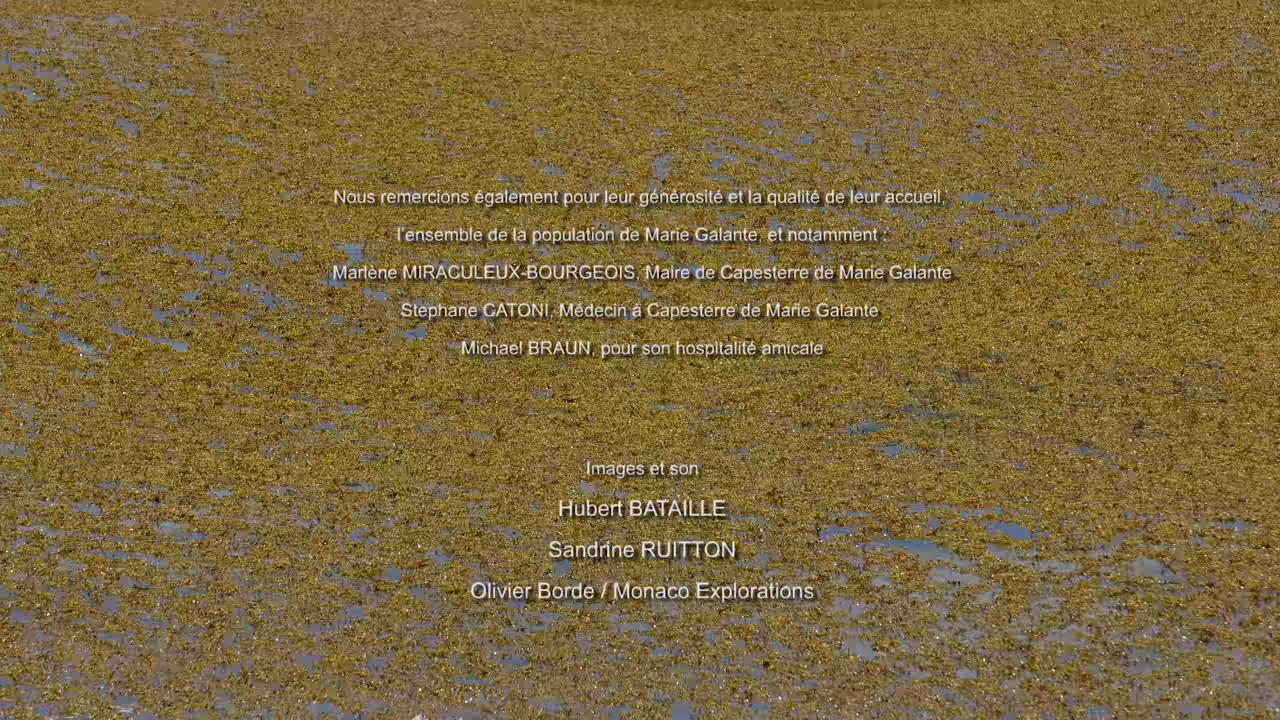 Nous remercions également pour leur générosité et la qualité de leur accueil,
l'ensemble de la population de Marie Galante, et notamment :
Marlène MIRACULEUX-BOURGEOIS, Maire de Capesterre de Marie Galante
Stephane CATONI, Médecin à Capesterre de Marie Galante
Michael BRAUN, pour son hospitalité amicale
Images et son
Hubert BATAILLE
Sandrine RUITTON
Olivier Borde / Monaco Explorations